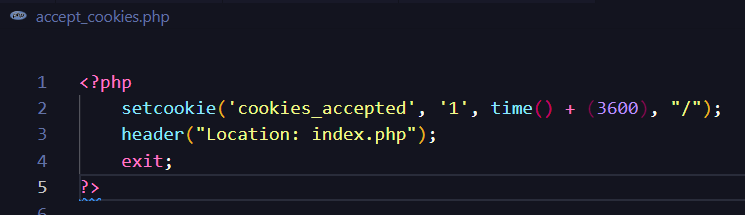 accept_cookies.php
1 <?php
2 setcookie('cookies_accepted', '1', time() + (3600), "/");
3 header("Location: index.php");
4 exit;
5 ?>
6